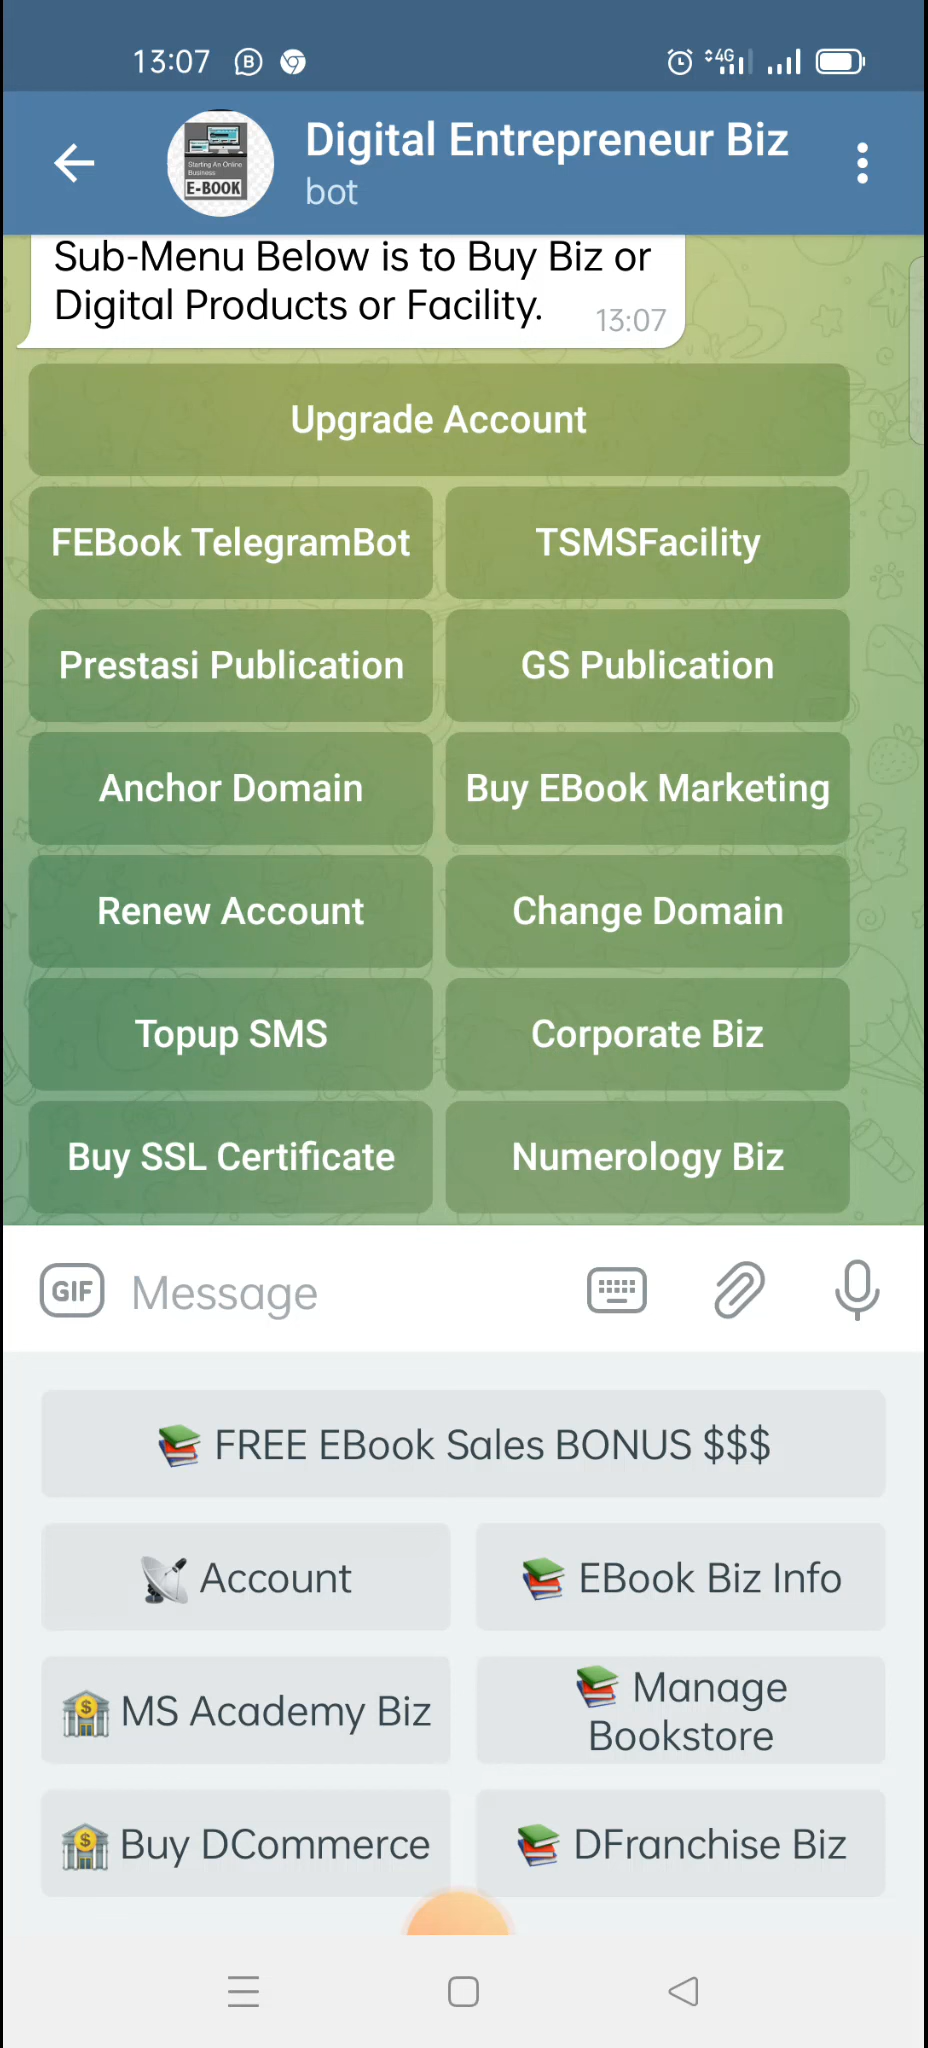 13:07
4G
Digital Entrepreneur Biz
bot
Starting An Online
Business
E-BOOK
Sub-Menu Below is to Buy Biz or
Digital Products or Facility.
13:07
Upgrade Account
FEBook TelegramBot
TSMSFacility
Prestasi Publication
GS Publication
Anchor Domain
Buy EBook Marketing
Renew Account
Change Domain
Topup SMS
Corporate Biz
Buy SSL Certificate
Numerology Biz
GIF
Message
📚 FREE EBook Sales BONUS $$$
📡 Account
📚 EBook Biz Info
🏦 MS Academy Biz
📚 Manage
Bookstore
🏦 Buy DCommerce
📚 DFranchise Biz